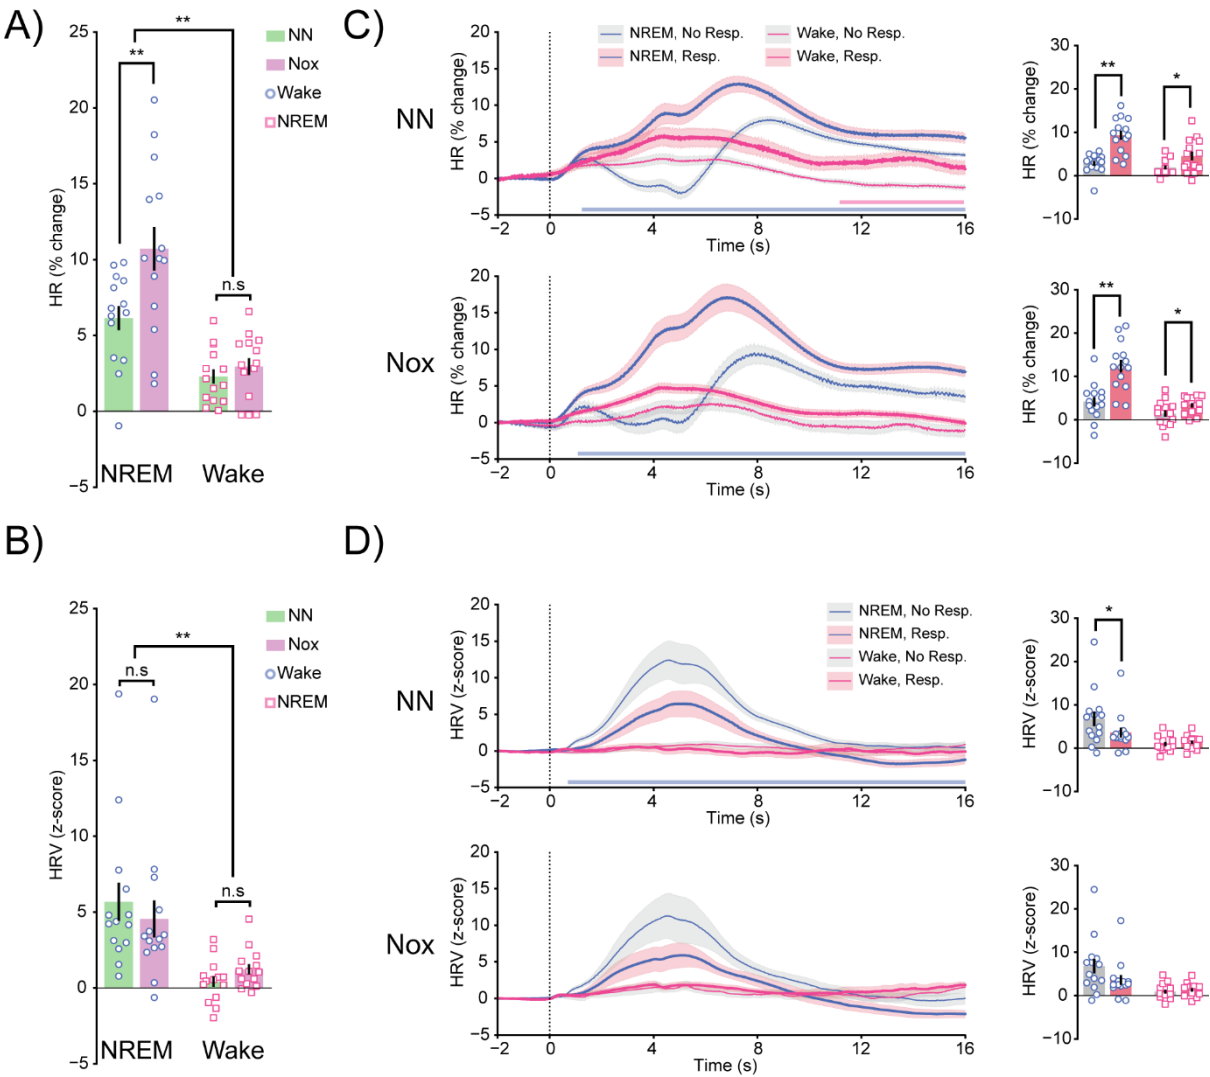 A)
25
20
15
10
5
0
−5
HR (% change)
**
**
n.s
NN
Nox
Wake
NREM
NREM
Wake
B)
25
20
15
10
5
0
−5
HRV (z-score)
**
n.s
n.s
NN
Nox
Wake
NREM
NREM
Wake
C)
NN
20
15
10
5
0
−5
HR (% change)
NREM, No Resp.
NREM, Resp.
Wake, No Resp.
Wake, Resp.
−2
0
4
8
12
16
Time (s)
30
20
10
0
−10
HR (% change)
**
*
Nox
20
15
10
5
0
−5
HR (% change)
−2
0
4
8
12
16
Time (s)
30
20
10
0
−10
HR (% change)
**
*
D)
NN
20
15
10
5
0
−5
HRV (z-score)
NREM, No Resp.
NREM, Resp.
Wake, No Resp.
Wake, Resp.
−2
0
4
8
12
16
Time (s)
30
20
10
0
−10
HRV (z-score)
*
Nox
20
15
10
5
0
−5
HRV (z-score)
−2
0
4
8
12
16
Time (s)
30
20
10
0
−10
HRV (z-score)